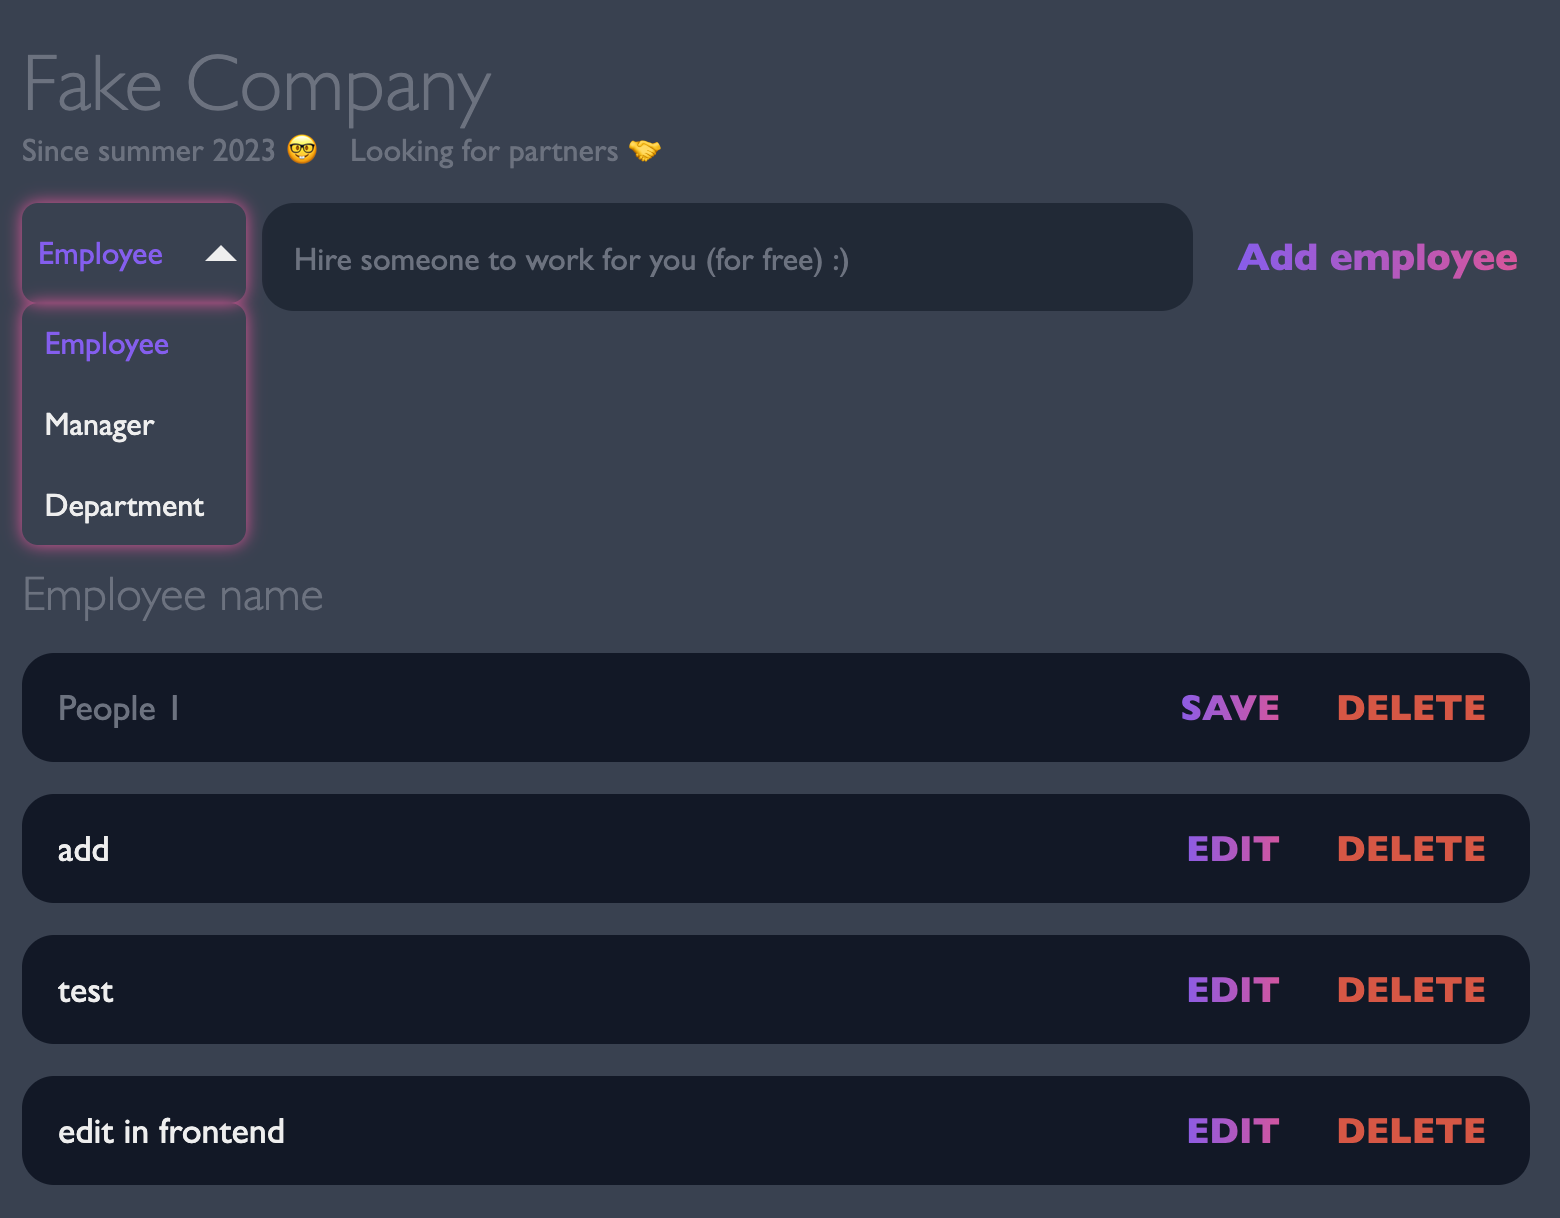 Fake Company
Since summer 2023 🤓 Looking for partners 🤝
Employee
Hire someone to work for you (for free) :)
Add employee
Employee
Manager
Department
Employee name
People 1 SAVE DELETE
add EDIT DELETE
test EDIT DELETE
edit in frontend EDIT DELETE